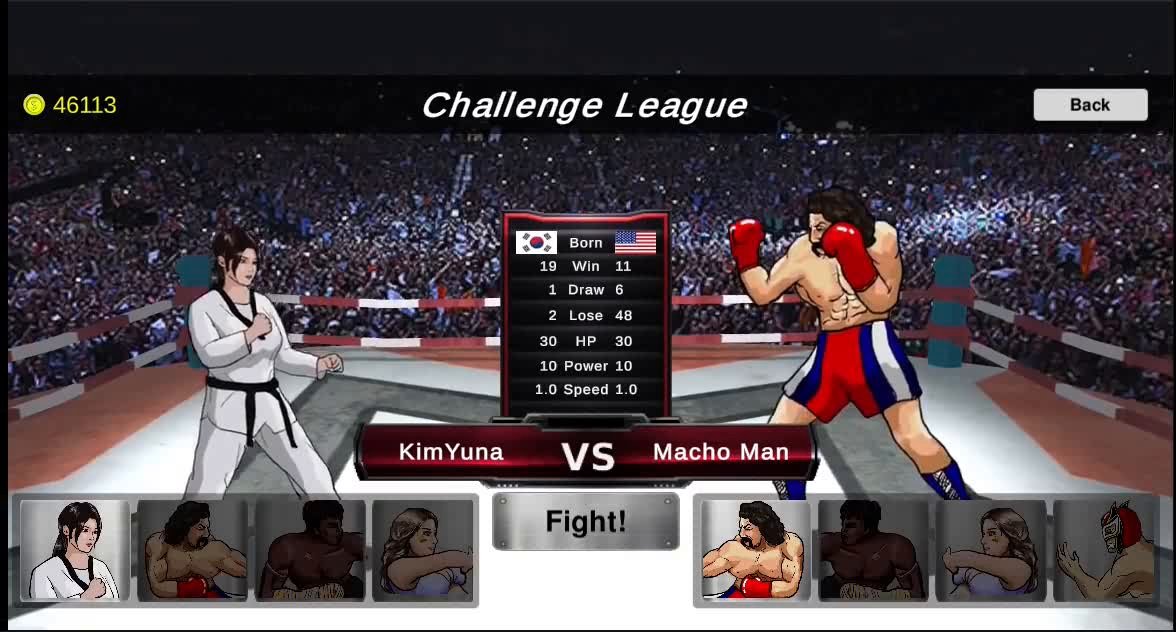 46113
Challenge League
Back
Born
19 Win 11
1 Draw 6
2 Lose 48
30 HP 30
10 Power 10
1.0 Speed 1.0
KimYuna VS Macho Man
Fight!